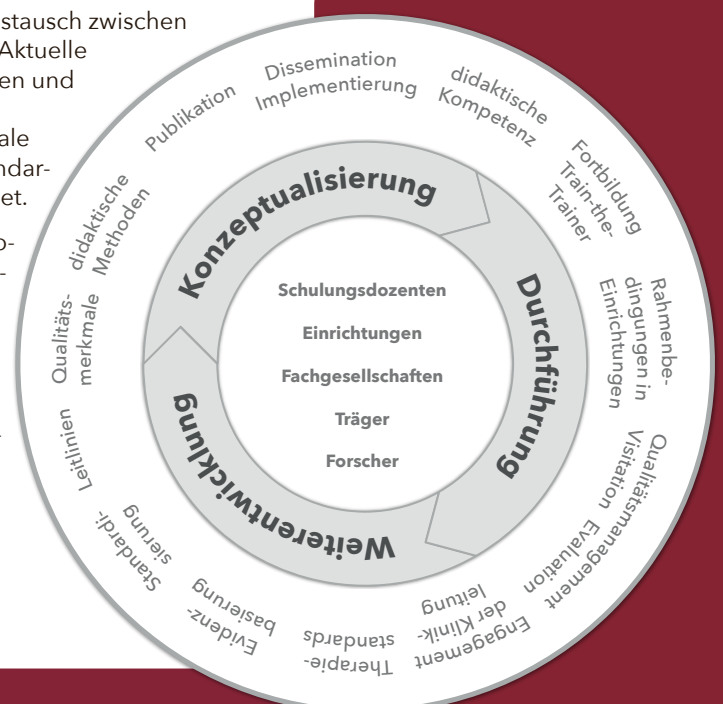 stausch zwischen
Aktuelle
en und
ale
ndar-
et.
o-
-
Dissemination
Implementierung
didaktische
Kompetenz
Fortbildung
Train-the-
Trainer
Rahmenbe-
dingungen in
Einrichtungen
Qualitätsmanagement
Visitation Evaluation
Engagement
der Klinik-
leitung
Therapie-
standards
Evidenz-
basierung
Standardi-
sierung
Leitlinien
Qualitäts-
merkmale
didaktische
Methoden
Publikation
Konzeptualisierung
Durchführung
Weiterentwicklung
Schulungsdozenten
Einrichtungen
Fachgesellschaften
Träger
Forscher